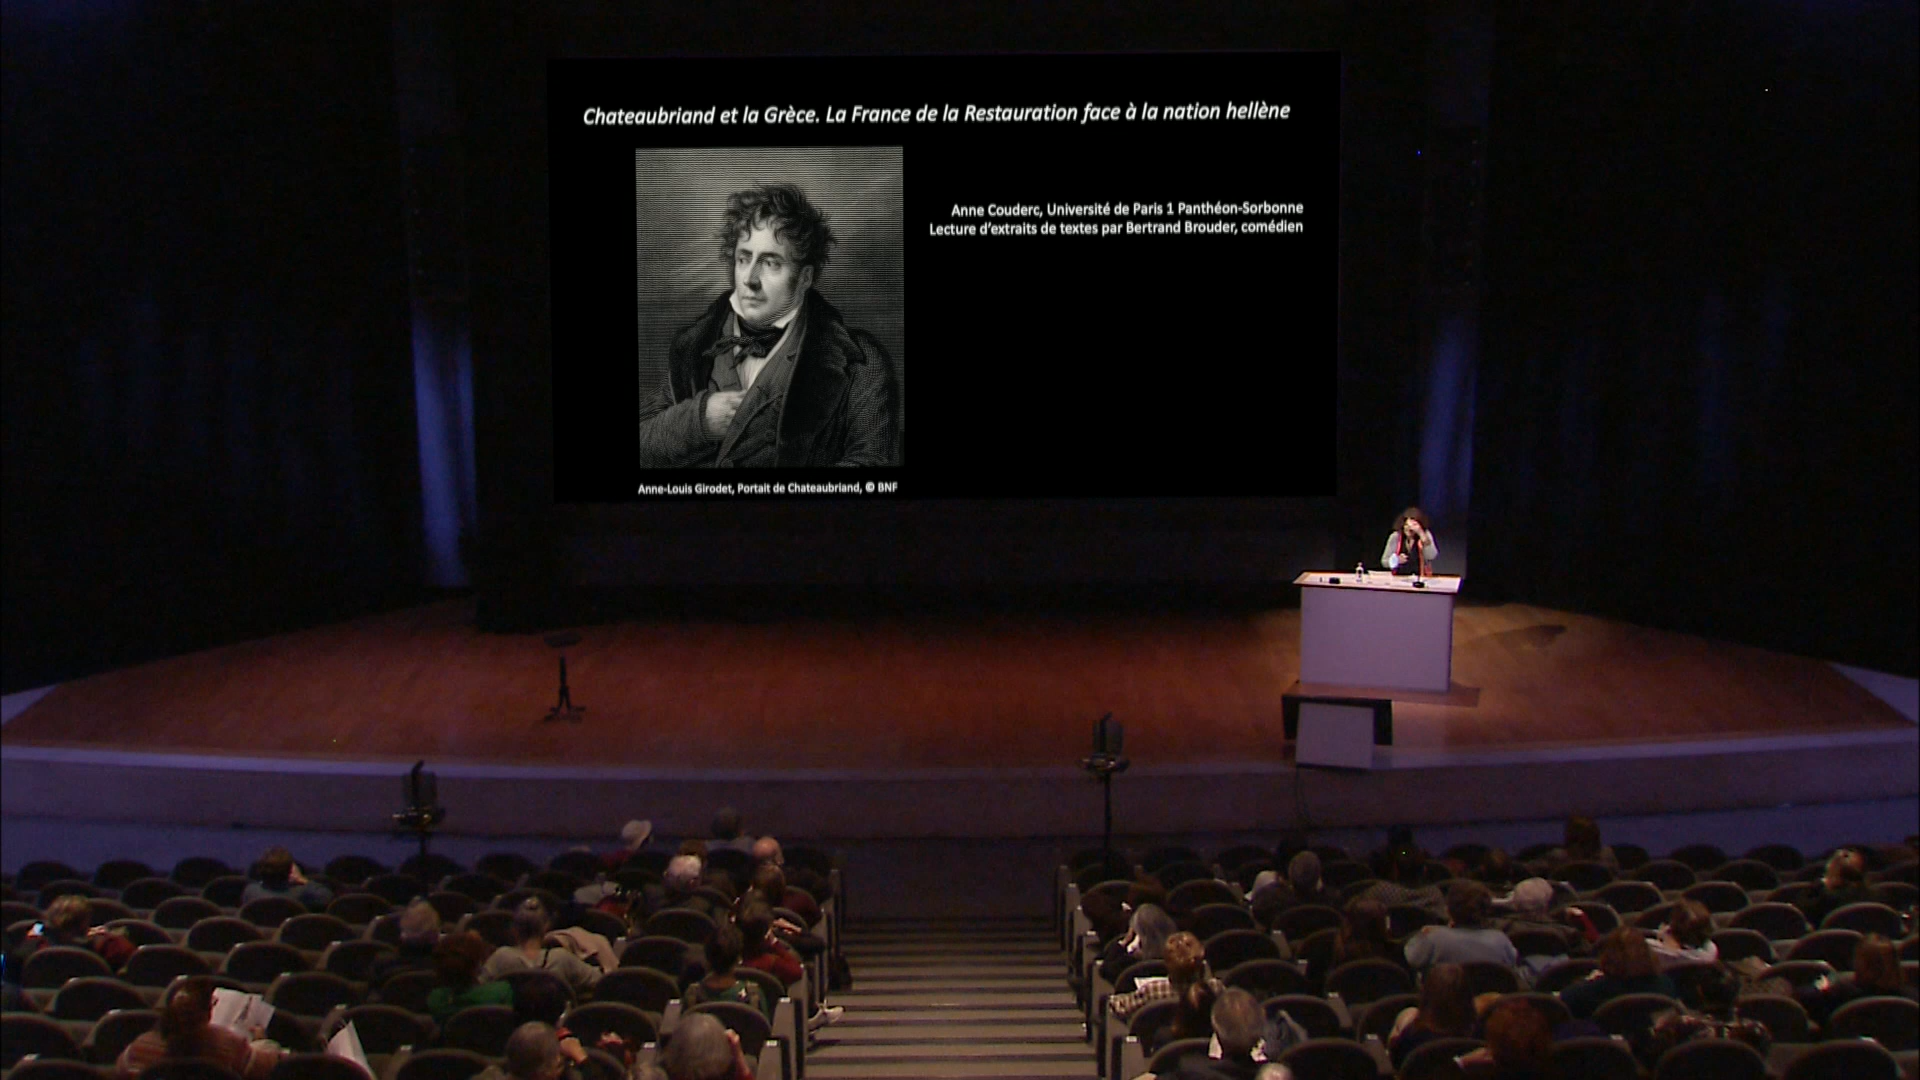 Chateaubriand et la Grèce. La France de la Restauration face à la nation hellène
Anne Couderc, Université de Paris 1 Panthéon-Sorbonne
Lecture d'extraits de textes par Bertrand Brouder, comédien
Anne-Louis Girodet, Portait de Chateaubriand, © BNF